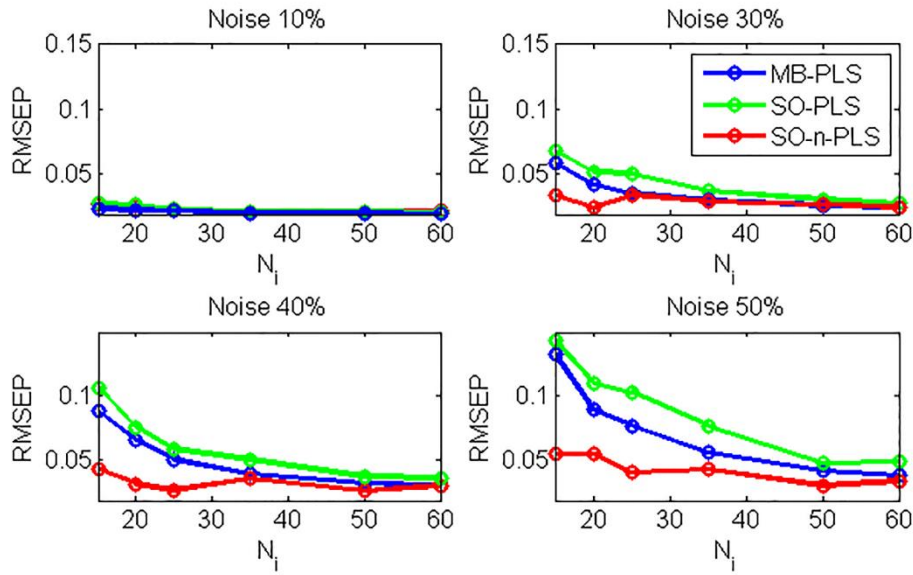 Noise 10%
0.15
0.1
0.05
RMSEP
20 30 40 50 60
N_i
Noise 30%
0.15
0.1
0.05
RMSEP
MB-PLS
SO-PLS
SO-n-PLS
20 30 40 50 60
N_i
Noise 40%
0.1
0.05
RMSEP
20 30 40 50 60
N_i
Noise 50%
0.1
0.05
RMSEP
20 30 40 50 60
N_i